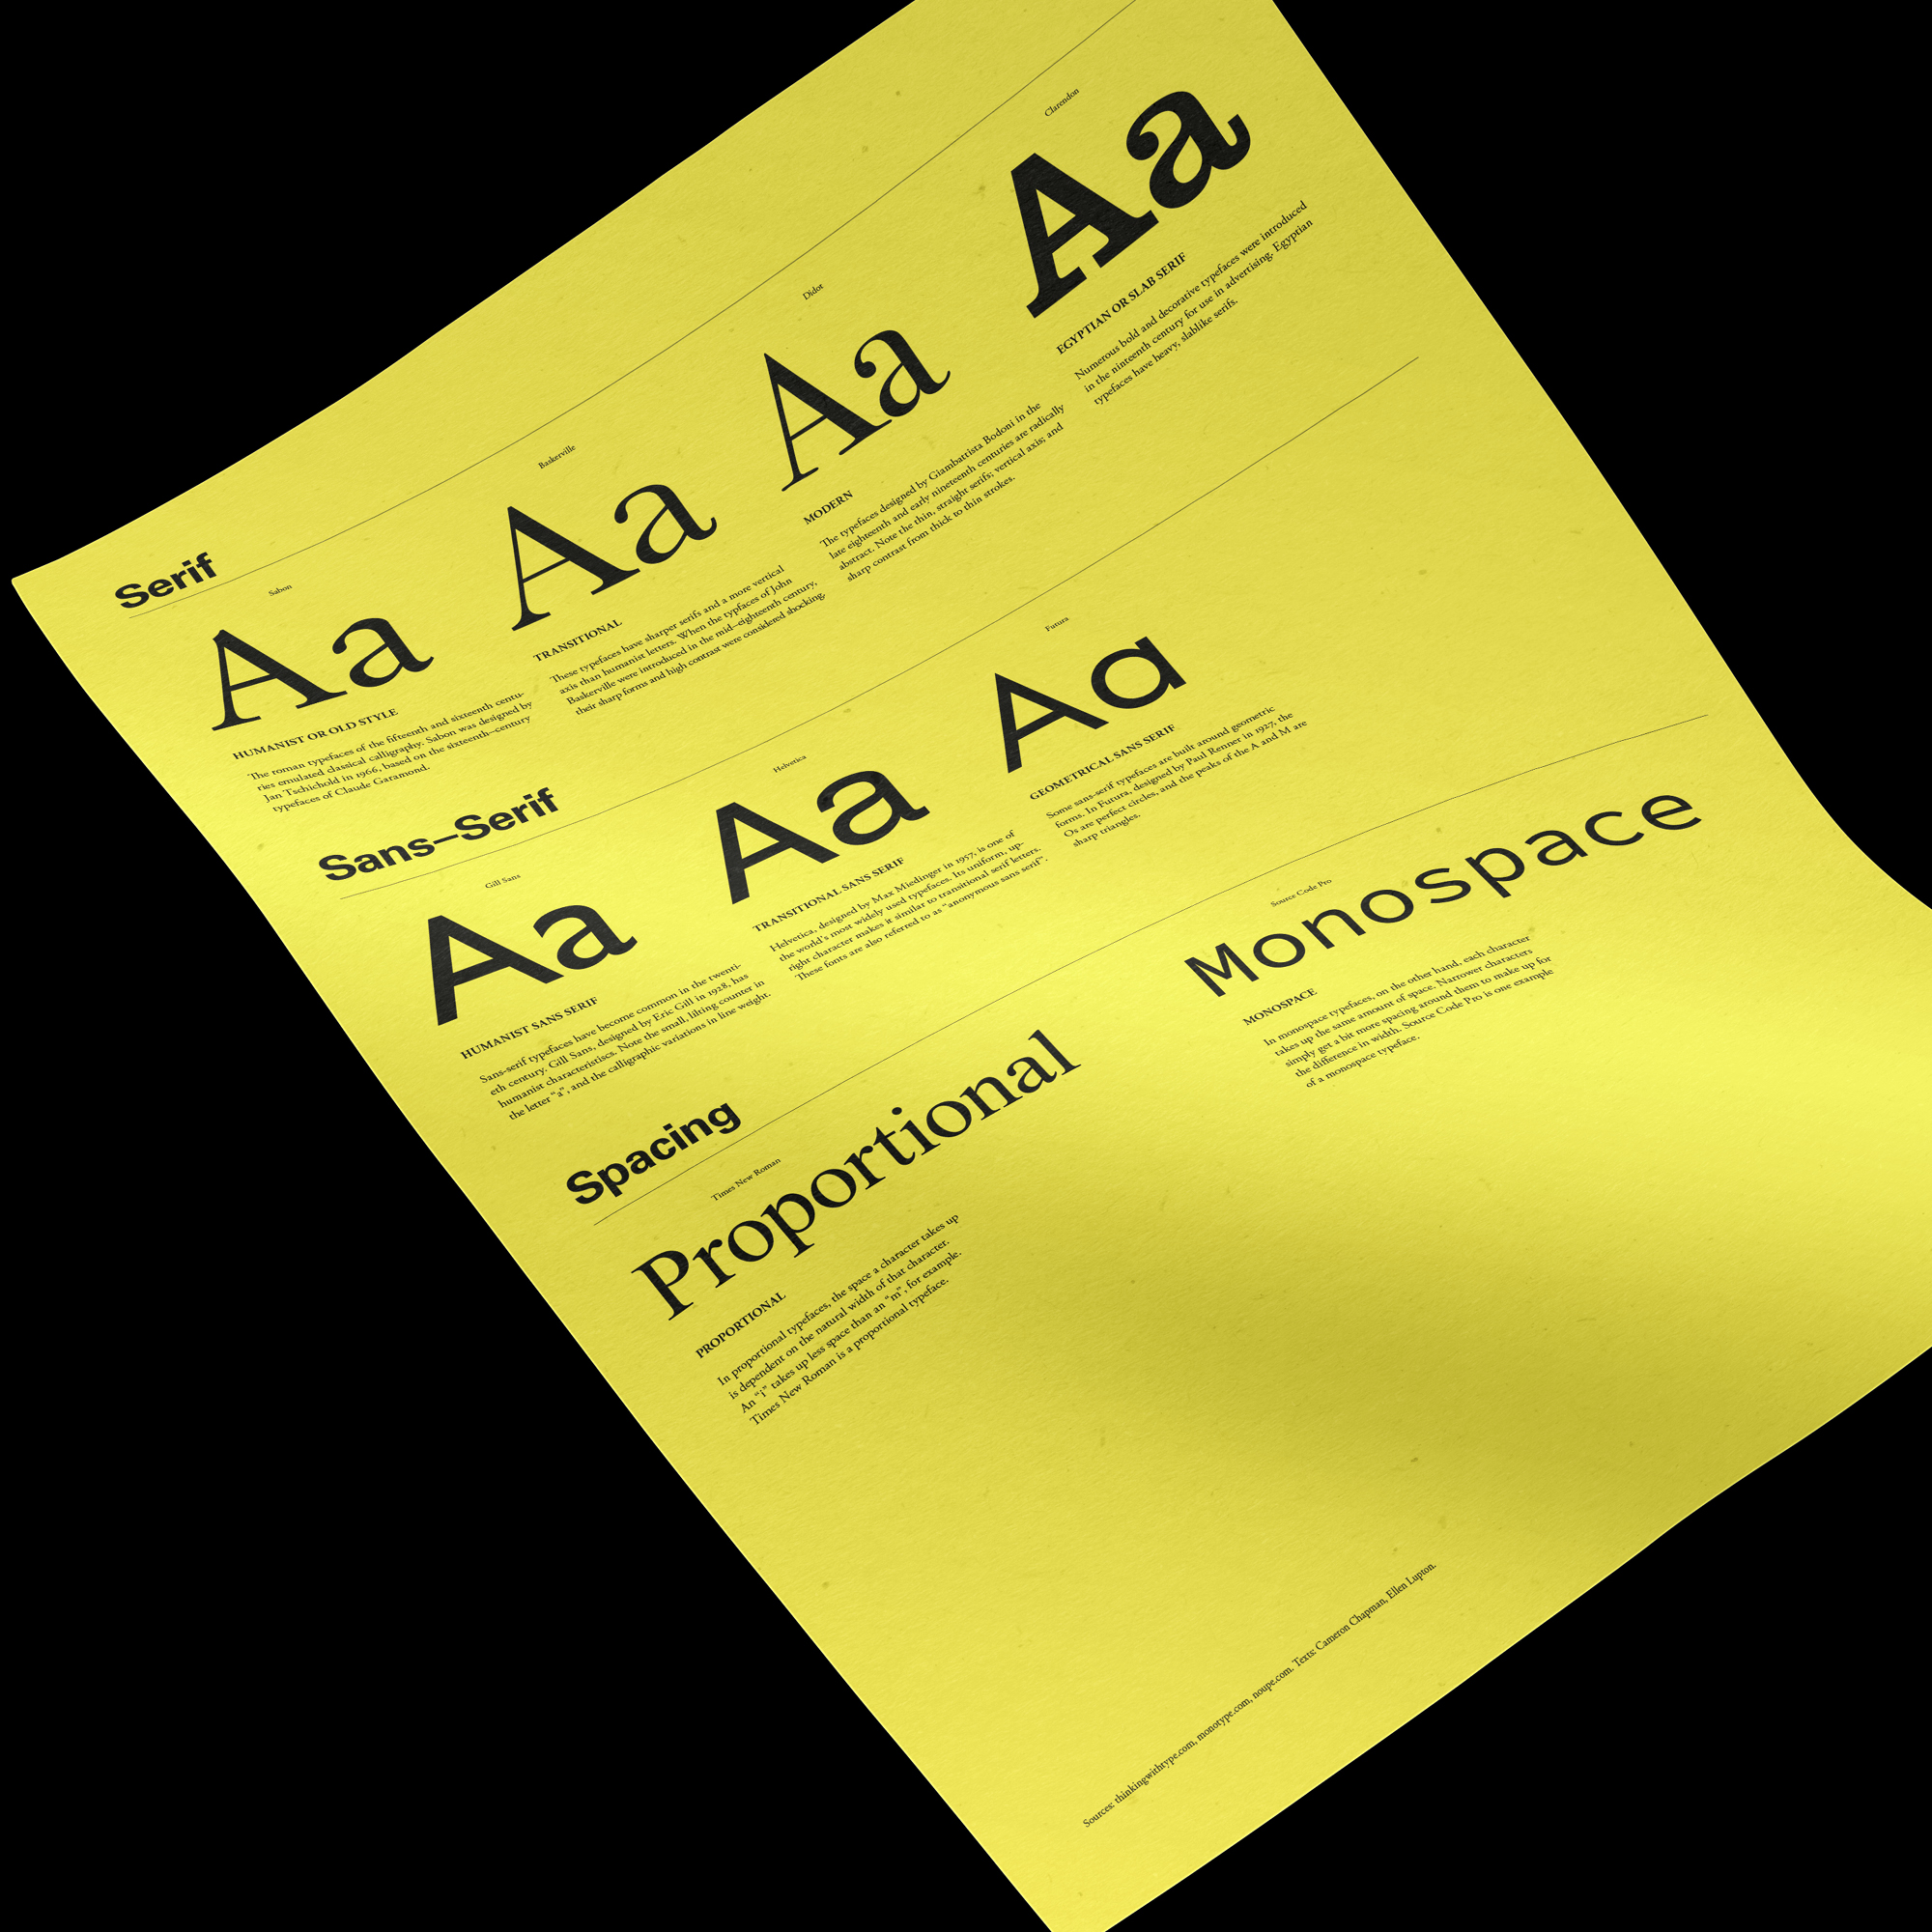 Serif
Sabon
Aa
HUMANIST OR OLD STYLE
The roman typefaces of the fifteenth and sixteenth centu-
ries emulated classical calligraphy. Sabon was designed by
Jan Tschichold in 1966, based on the sixteenth–century
typefaces of Claude Garamond.
Baskerville
Aa
TRANSITIONAL
These typefaces have sharper serifs and a more vertical
axis than humanist letters. When the typfaces of John
Baskerville were introduced in the mid–eighteenth century,
their sharp forms and high contrast were considered shocking.
Didot
Aa
MODERN
The typefaces designed by Giambattista Bodoni in the
late eighteenth and early nineteenth centuries are radically
abstract. Note the thin, straight serifs; vertical axis; and
sharp contrast from thick to thin strokes.
Clarendon
Aa
EGYPTIAN OR SLAB SERIF
Numerous bold and decorative typefaces were introduced
in the ninteenth century for use in advertising. Egyptian
typefaces have heavy, slablike serifs.
Sans–Serif
Gill Sans
Aa
HUMANIST SANS SERIF
Sans-serif typefaces have become common in the twenti-
eth century. Gill Sans, designed by Eric Gill in 1928, has
humanist characteristiscs. Note the small, lilting counter in
the letter "a", and the calligraphic variations in line weight.
Helvetica
Aa
TRANSITIONAL SANS SERIF
Helvetica, designed by Max Miedinger in 1957, is one of
the world's most widely used typefaces. Its uniform, up-
right character makes it similar to transitional serif letters.
These fonts are also referred to as "anonymous sans serif".
Futura
Aa
GEOMETRICAL SANS SERIF
Some sans-serif typefaces are built around geometric
forms. In Futura, designed by Paul Renner in 1927, the
Os are perfect circles, and the peaks of the A and M are
sharp triangles.
Spacing
Times New Roman
Proportional
PROPORTIONAL
In proportional typefaces, the space a character takes up
is dependent on the natural width of that character.
An "i" takes up less space than an "m", for example.
Times New Roman is a proportional typeface.
Source Code Pro
Monospace
MONOSPACE
In monospace typefaces, on the other hand, each character
takes up the same amount of space. Narrower characters
simply get a bit more spacing around them to make up for
the difference in width. Source Code Pro is one example
of a monospace typeface.
Sources: thinkingwithtype.com, monotype.com, noupe.com. Texts: Cameron Chapman, Ellen Lupton.